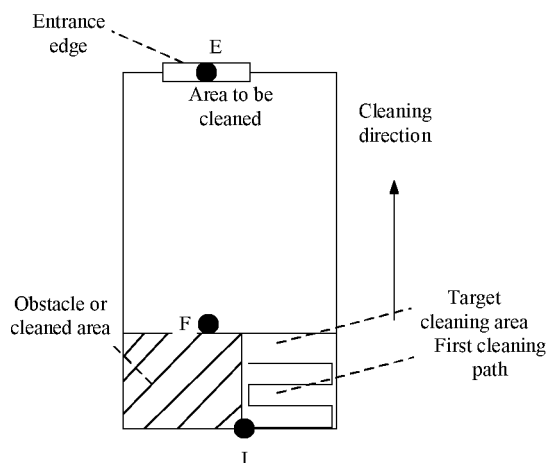 Entrance
edge
E
Area to be
cleaned
Cleaning
direction
Obstacle or
cleaned area
F
Target
cleaning area
First cleaning
path